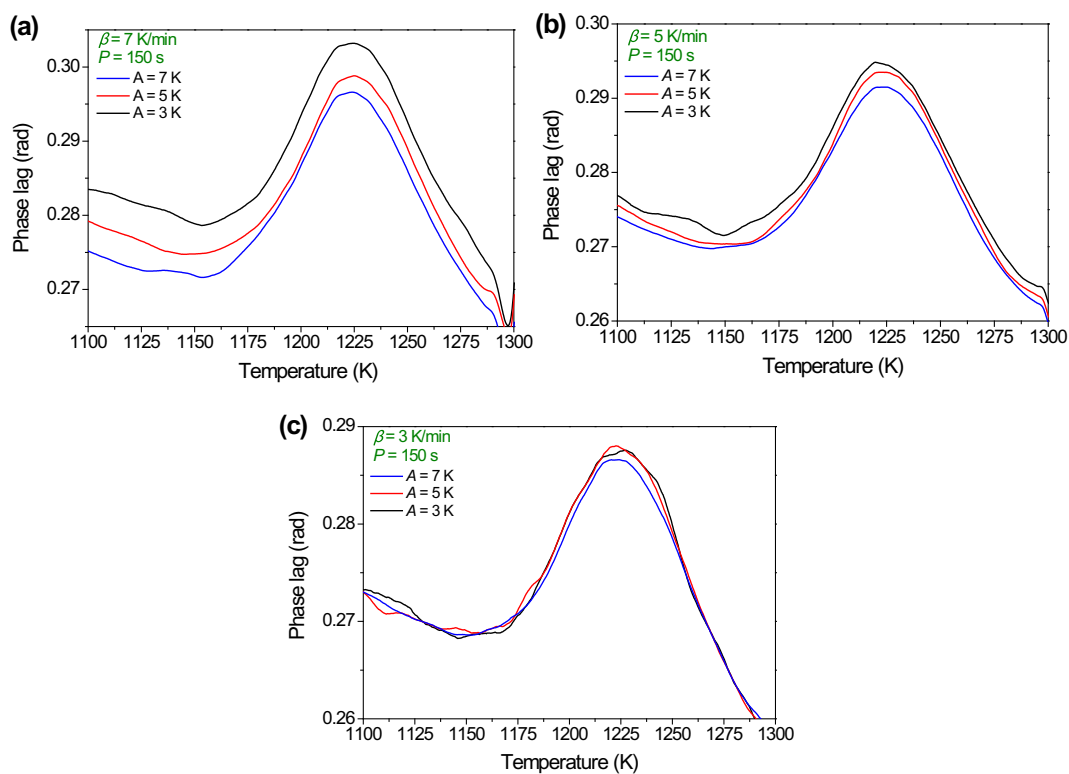 (a)
β = 7 K/min
P = 150 s
A = 7 K
A = 5 K
A = 3 K
0.30
0.29
0.28
0.27
Phase lag (rad)
1100 1125 1150 1175 1200 1225 1250 1275 1300
Temperature (K)
(b)
β = 5 K/min
P = 150 s
A = 7 K
A = 5 K
A = 3 K
0.30
0.29
0.28
0.27
0.26
Phase lag (rad)
1100 1125 1150 1175 1200 1225 1250 1275 1300
Temperature (K)
(c)
β = 3 K/min
P = 150 s
A = 7 K
A = 5 K
A = 3 K
0.29
0.28
0.27
0.26
Phase lag (rad)
1100 1125 1150 1175 1200 1225 1250 1275 1300
Temperature (K)